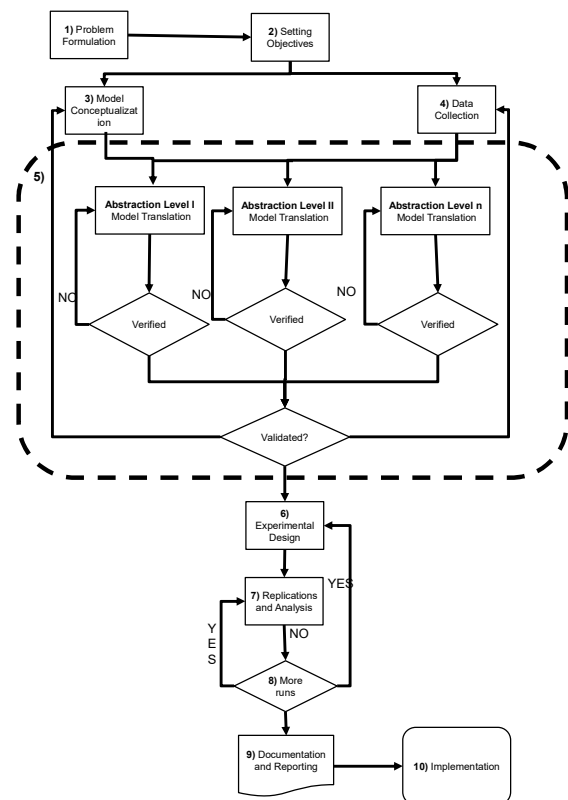 1) Problem
Formulation
2) Setting
Objectives
3) Model
Conceptualizat
ion
4) Data
Collection
5)
Abstraction Level I
Model Translation
Abstraction Level II
Model Translation
Abstraction Level n
Model Translation
NO
NO
NO
Verified
Verified
Verified
Validated?
6)
Experimental
Design
YES
7) Replications
and Analysis
Y
E
S
NO
8) More
runs
9) Documentation
and Reporting
10) Implementation